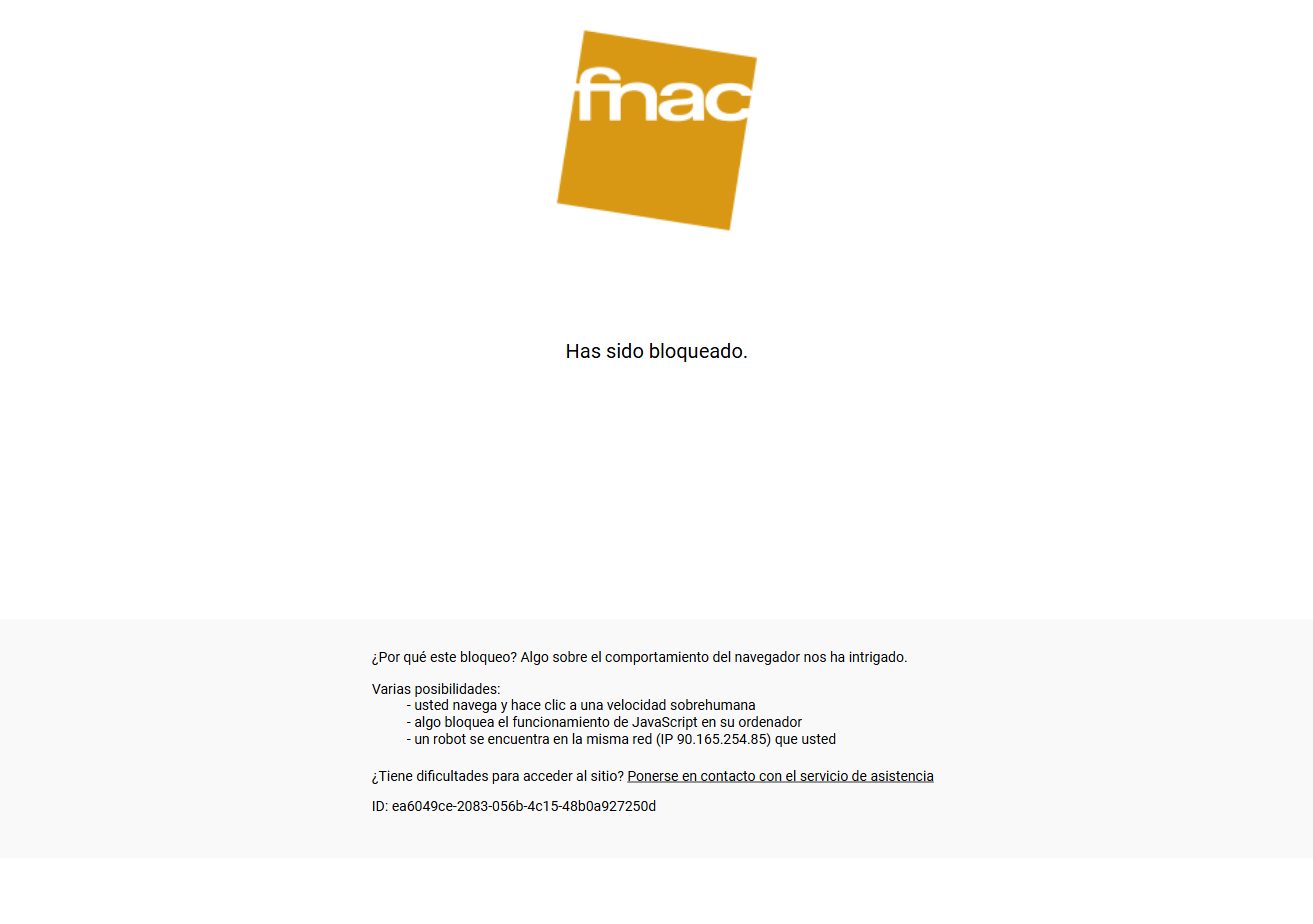 fnac
Has sido bloqueado.
¿Por qué este bloqueo? Algo sobre el comportamiento del navegador nos ha intrigado.
Varias posibilidades:
- usted navega y hace clic a una velocidad sobrehumana
- algo bloquea el funcionamiento de JavaScript en su ordenador
- un robot se encuentra en la misma red (IP 90.165.254.85) que usted
¿Tiene dificultades para acceder al sitio? Ponerse en contacto con el servicio de asistencia
ID: ea6049ce-2083-056b-4c15-48b0a927250d